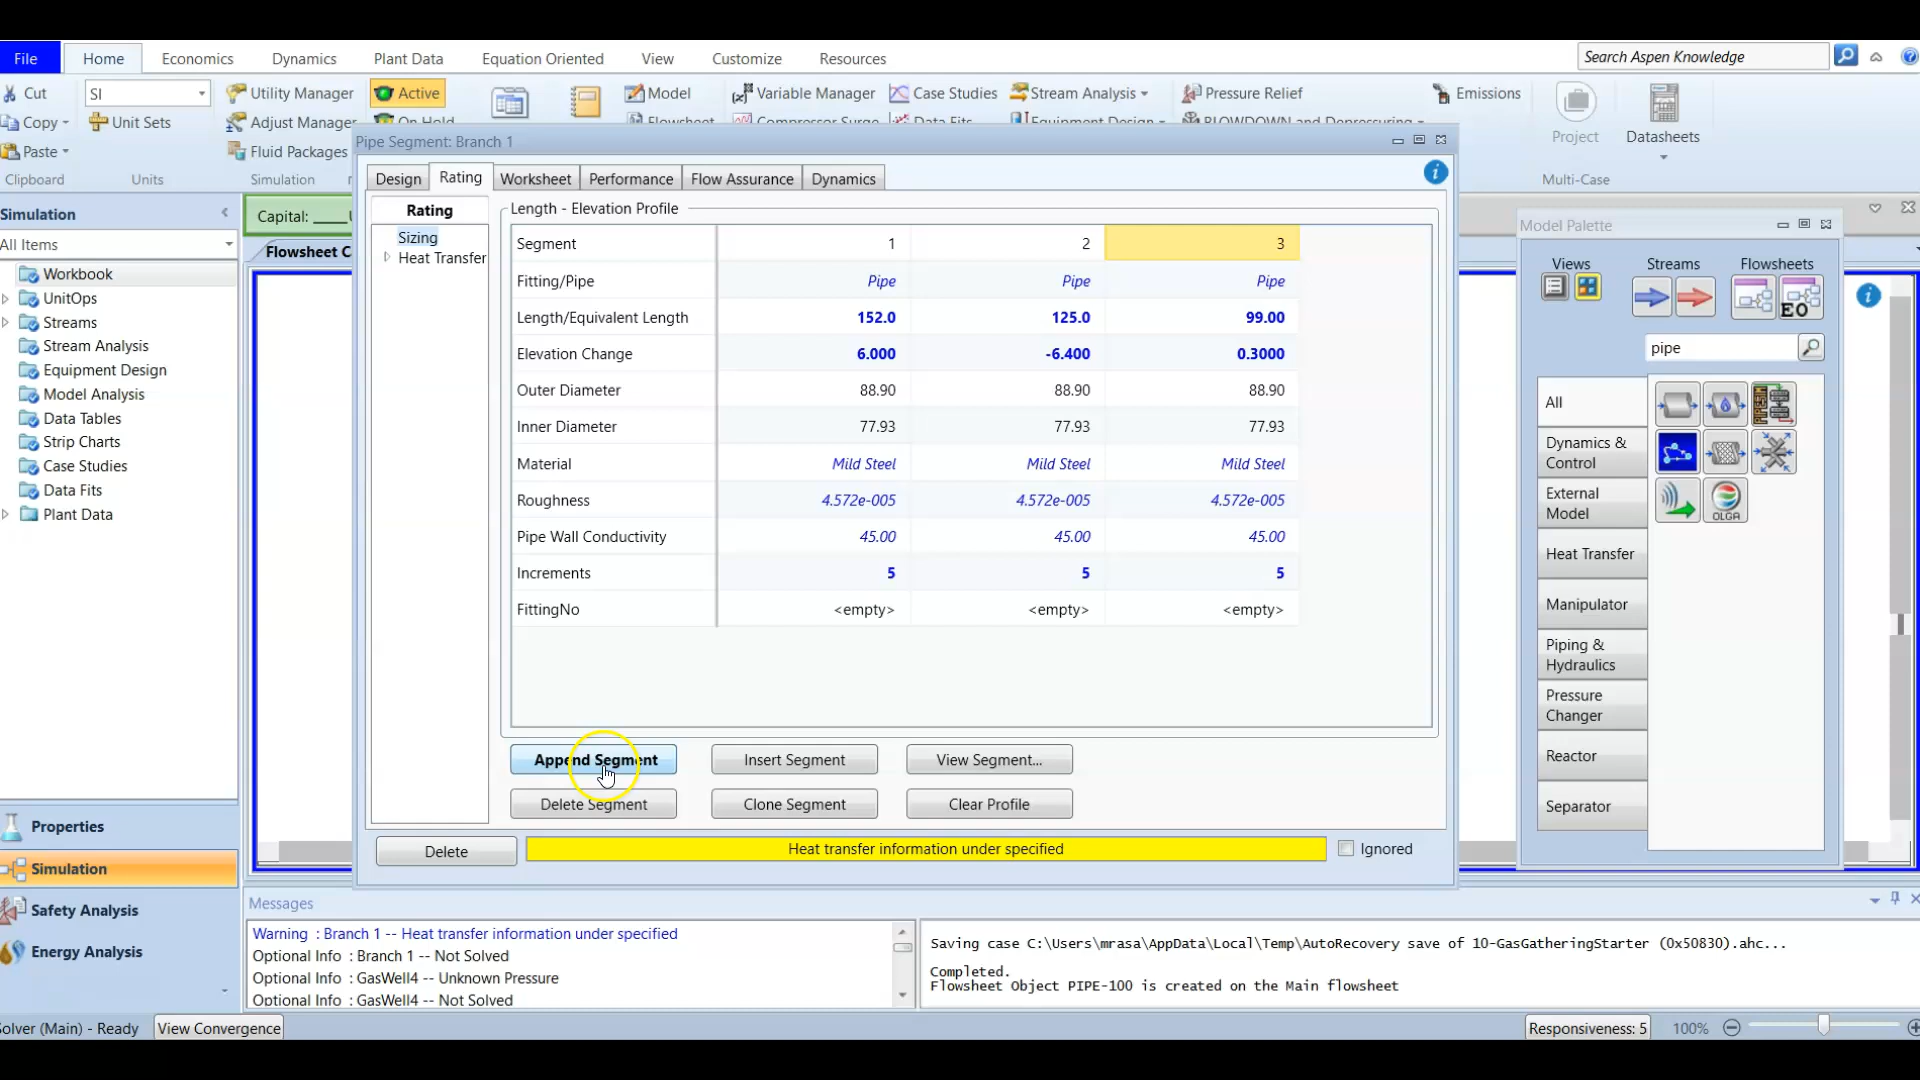 File Home Economics Dynamics Plant Data Equation Oriented View Customize Resources Search Aspen Knowledge
Cut SI Utility Manager Active Model Variable Manager Case Studies Stream Analysis Pressure Relief Emissions
Copy Unit Sets Adjust Manager On Hold Flowsheet Compressor Surge Data Fits Equipment Design BLOWDOWN and Depressuring Project Datasheets
Paste Fluid Packages
Clipboard Units Simulation Multi-Case
Pipe Segment: Branch 1
Design Rating Worksheet Performance Flow Assurance Dynamics
Simulation
All Items
Workbook
UnitOps
Streams
Stream Analysis
Equipment Design
Model Analysis
Data Tables
Strip Charts
Case Studies
Data Fits
Plant Data
Properties
Simulation
Safety Analysis
Energy Analysis
Capital: ____
Flowsheet C
Rating
Sizing
Heat Transfer
Length - Elevation Profile
Segment 1 2 3
Fitting/Pipe Pipe Pipe Pipe
Length/Equivalent Length 152.0 125.0 99.00
Elevation Change 6.000 -6.400 0.3000
Outer Diameter 88.90 88.90 88.90
Inner Diameter 77.93 77.93 77.93
Material Mild Steel Mild Steel Mild Steel
Roughness 4.572e-005 4.572e-005 4.572e-005
Pipe Wall Conductivity 45.00 45.00 45.00
Increments 5 5 5
FittingNo <empty> <empty> <empty>
Append Segment Insert Segment View Segment...
Delete Segment Clone Segment Clear Profile
Delete Heat transfer information under specified Ignored
Model Palette
Views Streams Flowsheets
EO
pipe
All
Dynamics & Control
External Model
Heat Transfer
Manipulator
Piping & Hydraulics
Pressure Changer
Reactor
Separator
OLGA
Messages
Warning : Branch 1 -- Heat transfer information under specified
Optional Info : Branch 1 -- Not Solved
Optional Info : GasWell4 -- Unknown Pressure
Optional Info : GasWell4 -- Not Solved
Saving case C:\Users\mrasa\AppData\Local\Temp\AutoRecovery save of 10-GasGatheringStarter (0x50830).ahc...
Completed.
Flowsheet Object PIPE-100 is created on the Main flowsheet
Solver (Main) - Ready View Convergence Responsiveness: 5 100%